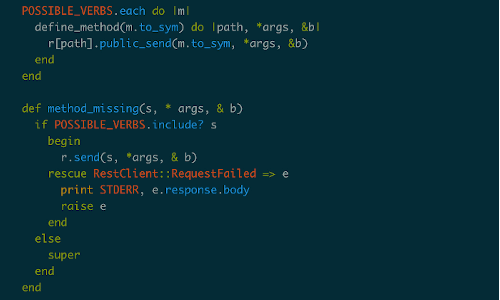 POSSIBLE_VERBS.each do |m|
  define_method(m.to_sym) do |path, *args, &b|
    r[path].public_send(m.to_sym, *args, &b)
  end
end

def method_missing(s, * args, & b)
  if POSSIBLE_VERBS.include? s
    begin
      r.send(s, *args, & b)
    rescue RestClient::RequestFailed => e
      print STDERR, e.response.body
      raise e
    end
  else
    super
  end
end